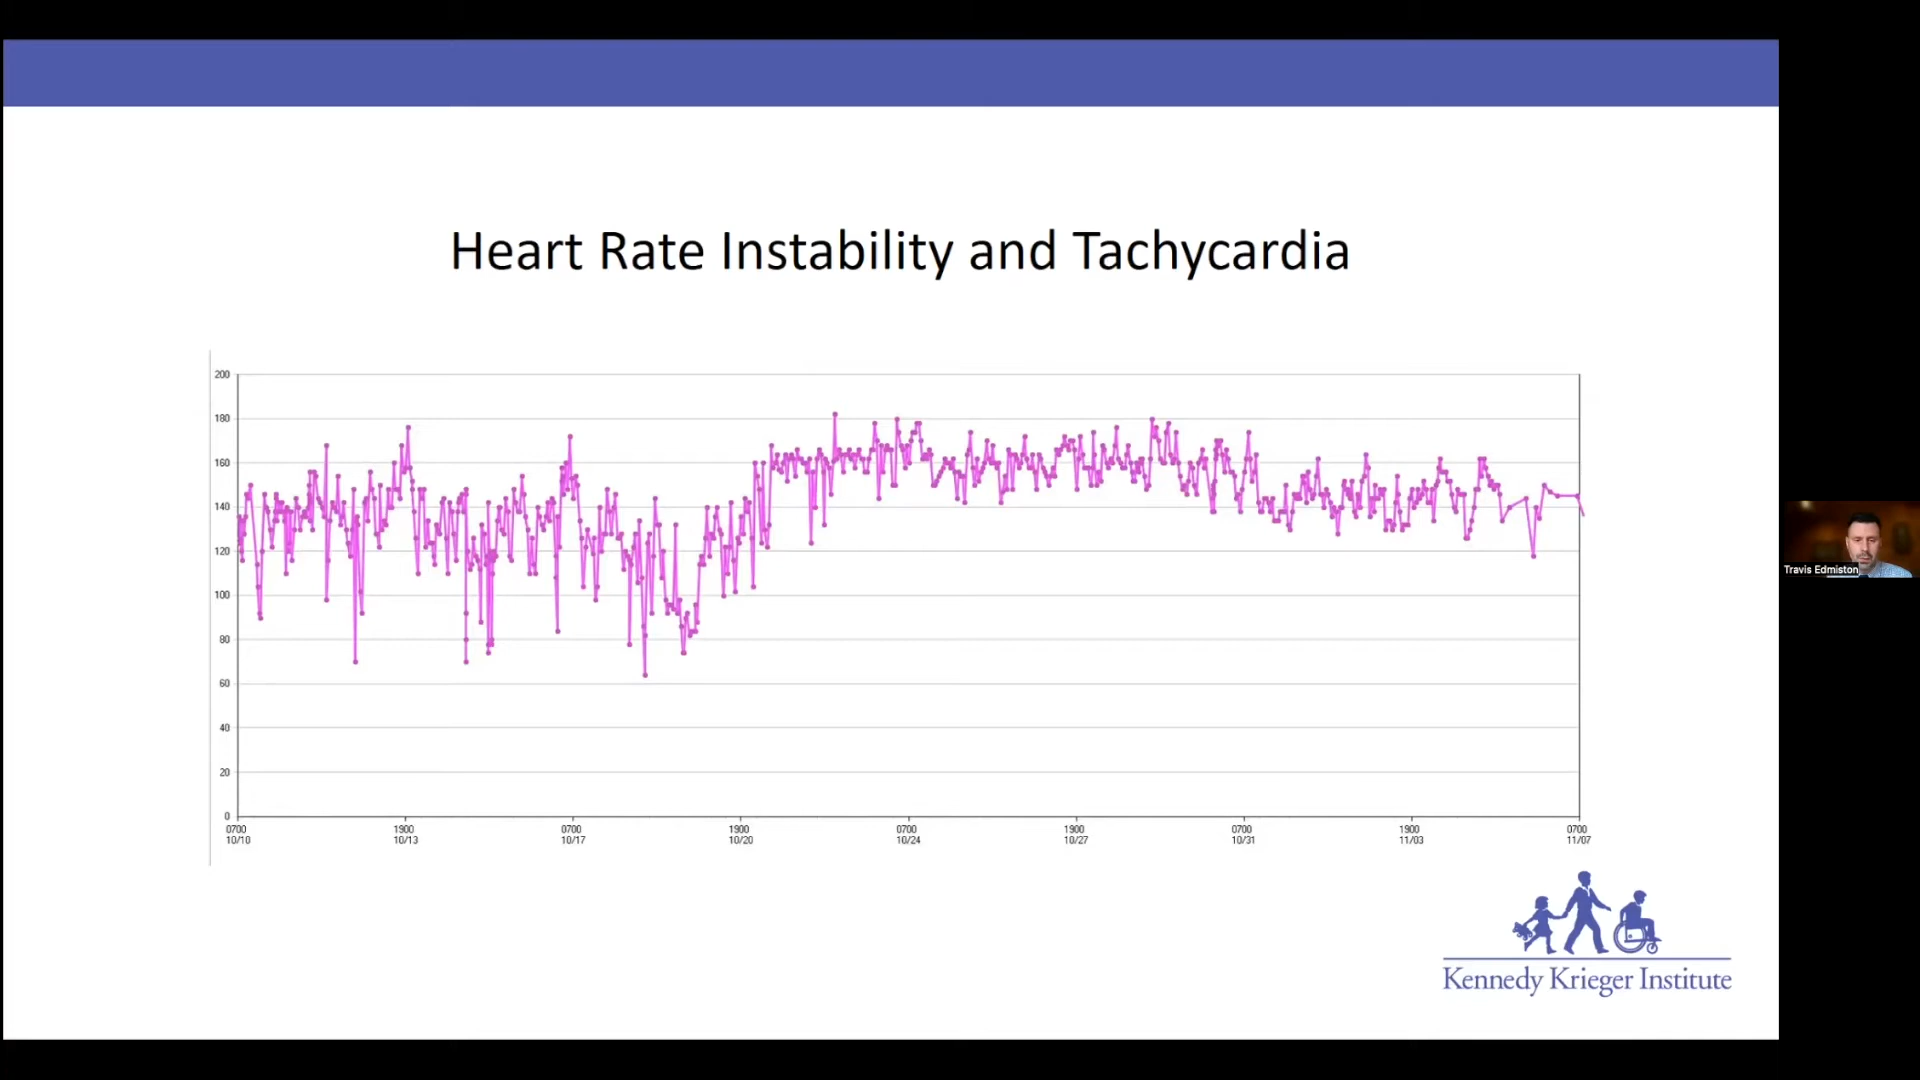 Heart Rate Instability and Tachycardia
200
180
160
140
120
100
80
60
40
20
0
0700 1900 0700 1900 0700 1900 0700 1900 0700
10/10 10/13 10/17 10/20 10/24 10/27 10/31 11/03 11/07
Travis Edmiston
Kennedy Krieger Institute